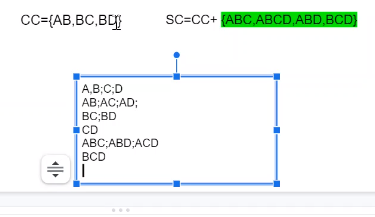 CC={AB,BC,BD}
SC=CC+ {ABC,ABCD,ABD,BCD}
A,B;C;D
AB;AC;AD;
BC;BD
CD
ABC;ABD;ACD
BCD